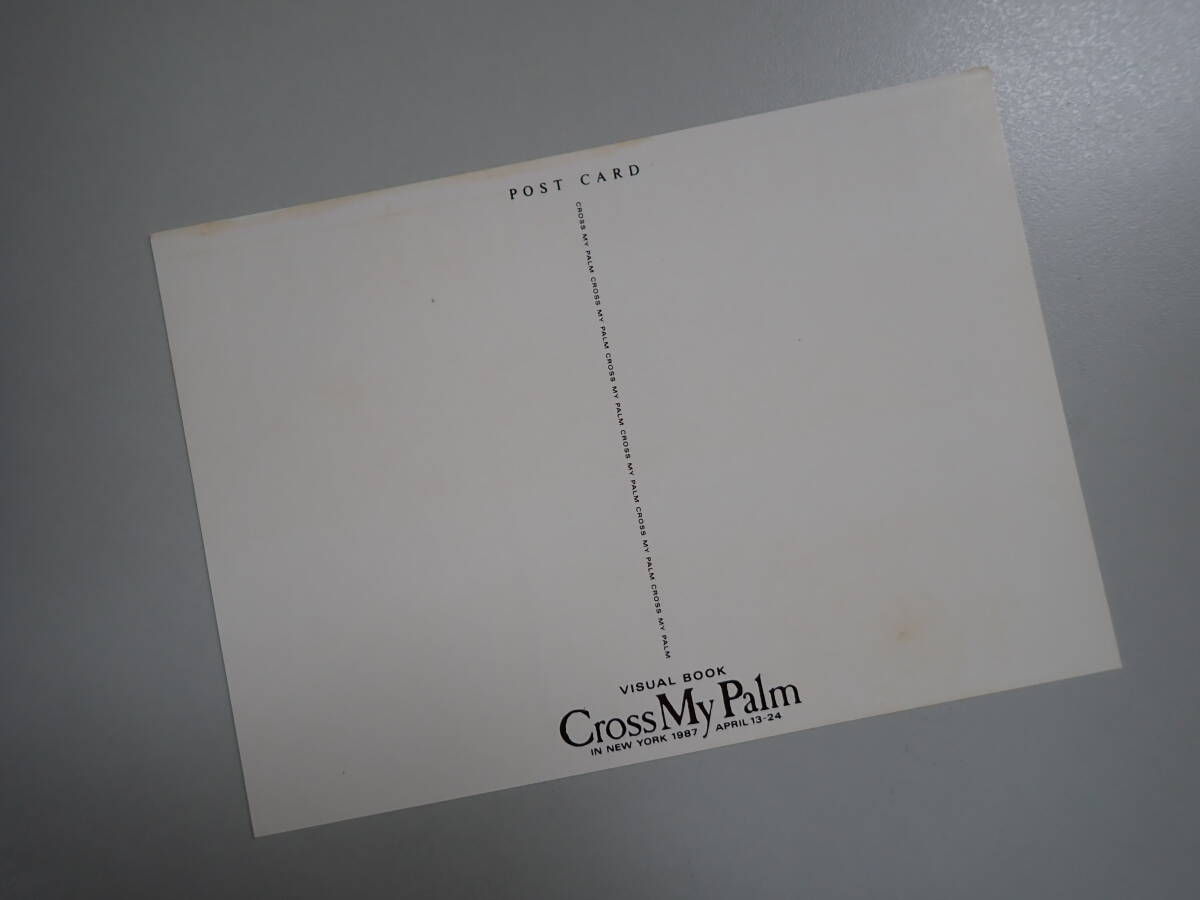 POST CARD
CROSS MY PALM CROSS MY PALM CROSS MY PALM CROSS MY PALM CROSS MY PALM CROSS MY PALM
VISUAL BOOK
Cross My Palm
IN NEW YORK 1987 APRIL 13-24